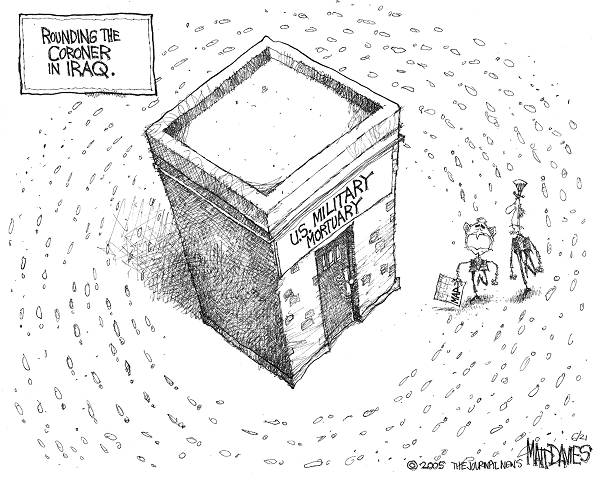 ROUNDING THE
CORONER
IN IRAQ.
U.S. MILITARY
MORTUARY
MAP
© 2005 THE JOURNAL NEWS
MATT DAVIES
6/21